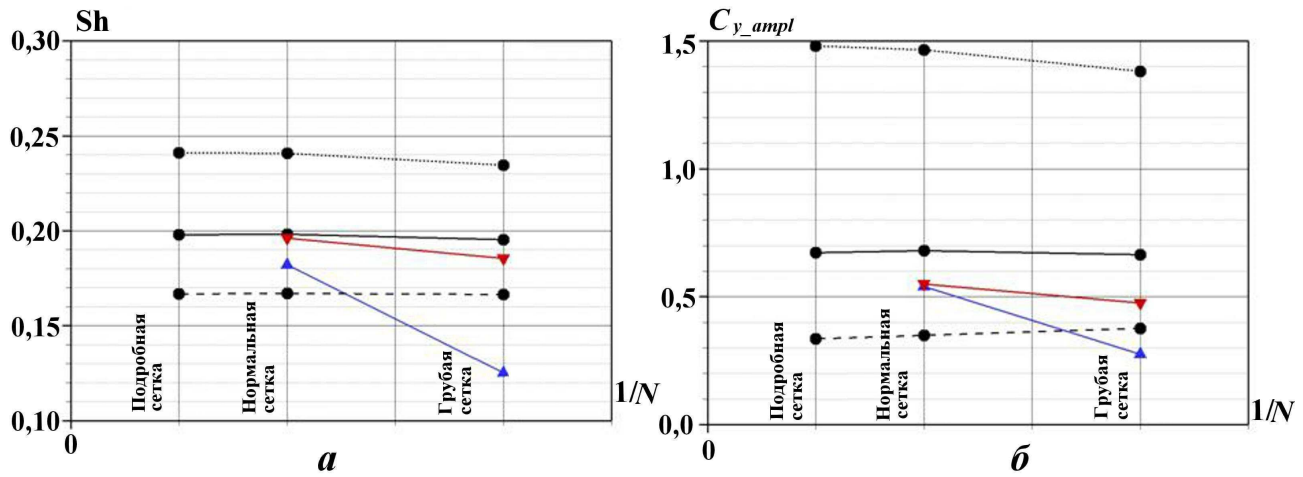 Sh
0,30
0,25
0,20
0,15
0,10
Подробная
сетка
Нормальная
сетка
Грубая
сетка
1/N
0
а
C y_ampl
1,5
1,0
0,5
0,0
Подробная
сетка
Нормальная
сетка
Грубая
сетка
1/N
0
б